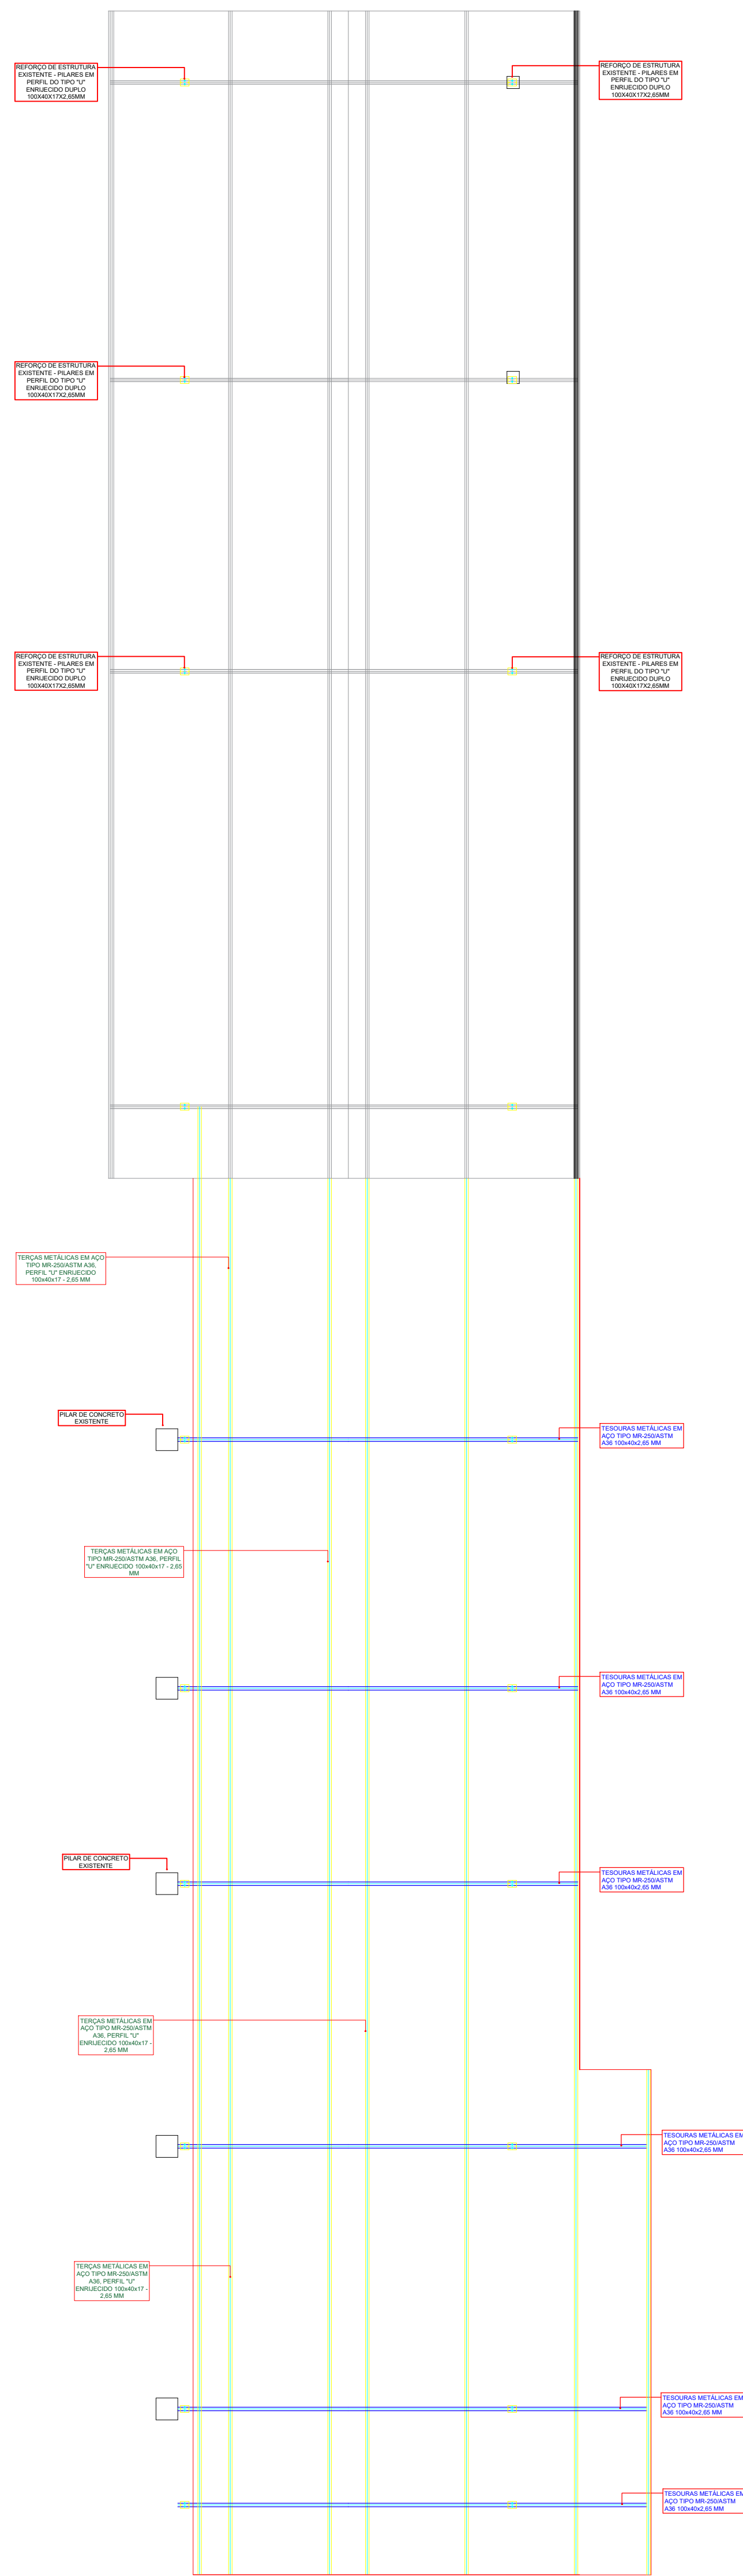 REFORÇO DE ESTRUTURA
EXISTENTE - PILARES EM
PERFIL DO TIPO "U"
ENRIJECIDO DUPLO
100X40X17X2,65MM
REFORÇO DE ESTRUTURA
EXISTENTE - PILARES EM
PERFIL DO TIPO "U"
ENRIJECIDO DUPLO
100X40X17X2,65MM
REFORÇO DE ESTRUTURA
EXISTENTE - PILARES EM
PERFIL DO TIPO "U"
ENRIJECIDO DUPLO
100X40X17X2,65MM
REFORÇO DE ESTRUTURA
EXISTENTE - PILARES EM
PERFIL DO TIPO "U"
ENRIJECIDO DUPLO
100X40X17X2,65MM
REFORÇO DE ESTRUTURA
EXISTENTE - PILARES EM
PERFIL DO TIPO "U"
ENRIJECIDO DUPLO
100X40X17X2,65MM
TERÇAS METÁLICAS EM AÇO
TIPO MR-250/ASTM A36,
PERFIL "U" ENRIJECIDO
100x40x17 - 2,65 MM
PILAR DE CONCRETO
EXISTENTE
TESOURAS METÁLICAS EM
AÇO TIPO MR-250/ASTM
A36 100x40x2,65 MM
TERÇAS METÁLICAS EM AÇO
TIPO MR-250/ASTM A36, PERFIL
"U" ENRIJECIDO 100x40x17 - 2,65
MM
TESOURAS METÁLICAS EM
AÇO TIPO MR-250/ASTM
A36 100x40x2,65 MM
PILAR DE CONCRETO
EXISTENTE
TESOURAS METÁLICAS EM
AÇO TIPO MR-250/ASTM
A36 100x40x2,65 MM
TERÇAS METÁLICAS EM
AÇO TIPO MR-250/ASTM
A36, PERFIL "U"
ENRIJECIDO 100x40x17 -
2,65 MM
TESOURAS METÁLICAS EM
AÇO TIPO MR-250/ASTM
A36 100x40x2,65 MM
TERÇAS METÁLICAS EM
AÇO TIPO MR-250/ASTM
A36, PERFIL "U"
ENRIJECIDO 100x40x17 -
2,65 MM
TESOURAS METÁLICAS EM
AÇO TIPO MR-250/ASTM
A36 100x40x2,65 MM
TESOURAS METÁLICAS EM
AÇO TIPO MR-250/ASTM
A36 100x40x2,65 MM